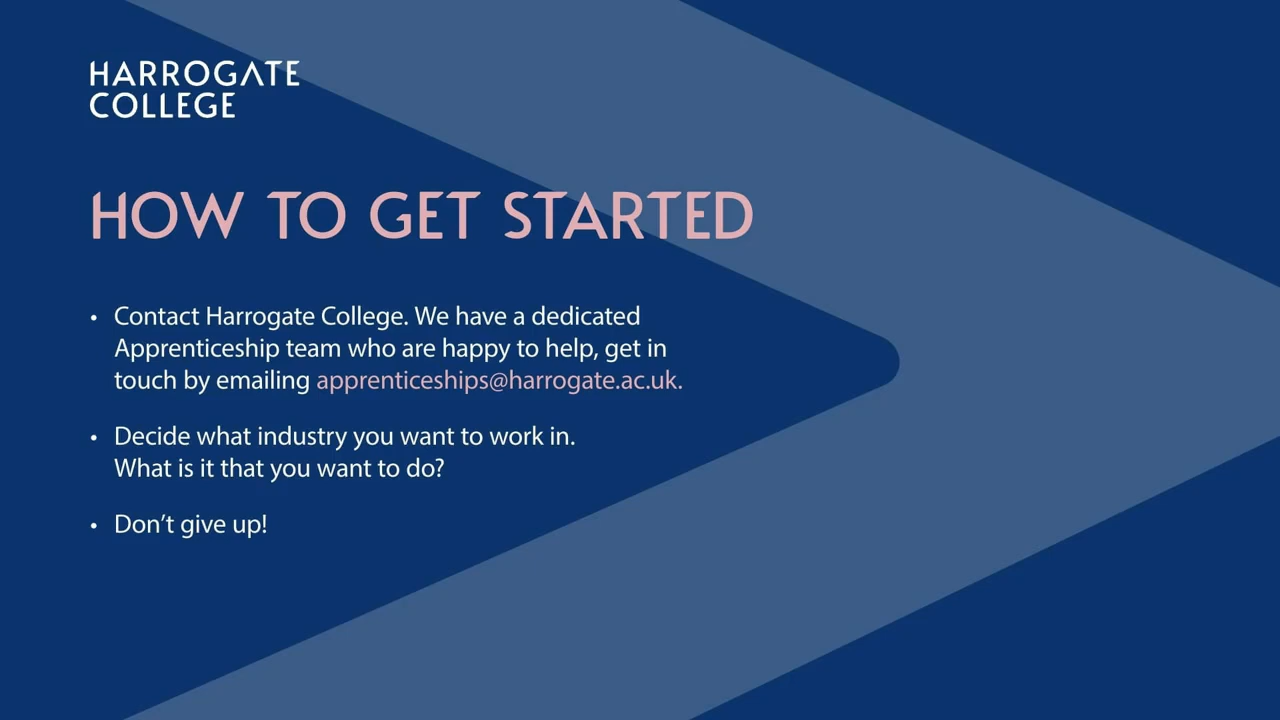 HARROGATE
COLLEGE
HOW TO GET STARTED
• Contact Harrogate College. We have a dedicated
Apprenticeship team who are happy to help, get in
touch by emailing apprenticeships@harrogate.ac.uk.
• Decide what industry you want to work in.
What is it that you want to do?
• Don’t give up!